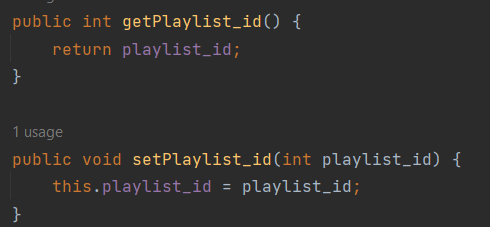 public int getPlaylist_id() {
    return playlist_id;
}
1 usage
public void setPlaylist_id(int playlist_id) {
    this.playlist_id = playlist_id;
}